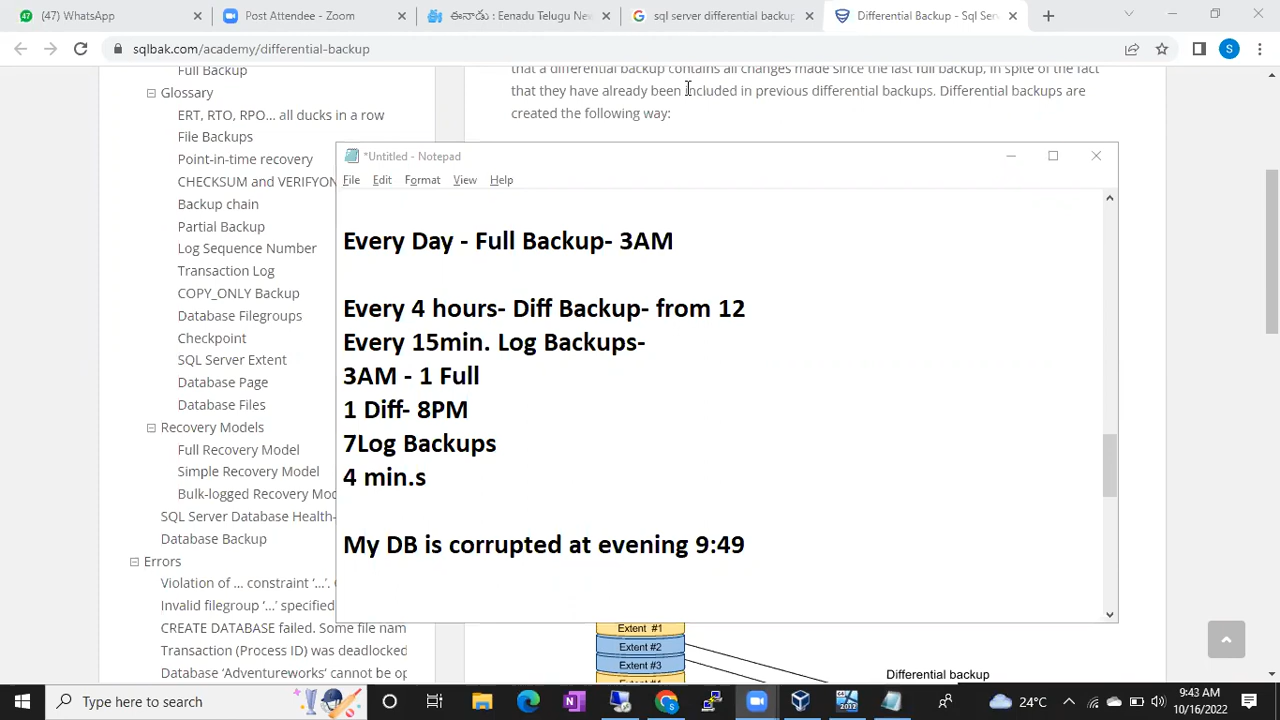 (47) WhatsApp
Post Attendee - Zoom
ఈనాడు : Eenadu Telugu Nev
sql server differential backup
Differential Backup - Sql Ser
S
sqlbak.com/academy/differential-backup
that a differential backup contains all changes made since the last full backup, in spite of the fact
that they have already been included in previous differential backups. Differential backups are
created the following way:
Full Backup
Glossary
ERT, RTO, RPO... all ducks in a row
File Backups
Point-in-time recovery
CHECKSUM and VERIFYON
Backup chain
Partial Backup
Log Sequence Number
Transaction Log
COPY_ONLY Backup
Database Filegroups
Checkpoint
SQL Server Extent
Database Page
Database Files
Recovery Models
Full Recovery Model
Simple Recovery Model
Bulk-logged Recovery Mod
SQL Server Database Health-
Database Backup
Errors
Violation of ... constraint ‘...’.
Invalid filegroup ‘...’ specified
CREATE DATABASE failed. Some file nam
Transaction (Process ID) was deadlocked
Database ‘Adventureworks’ cannot be op
*Untitled - Notepad
File Edit Format View Help
Every Day - Full Backup- 3AM
Every 4 hours- Diff Backup- from 12
Every 15min. Log Backups-
3AM - 1 Full
1 Diff- 8PM
7Log Backups
4 min.s
My DB is corrupted at evening 9:49
Extent #1
Extent #2
Extent #3
Extent #4
Differential backup
Type here to search
24°C
9:43 AM
10/16/2022